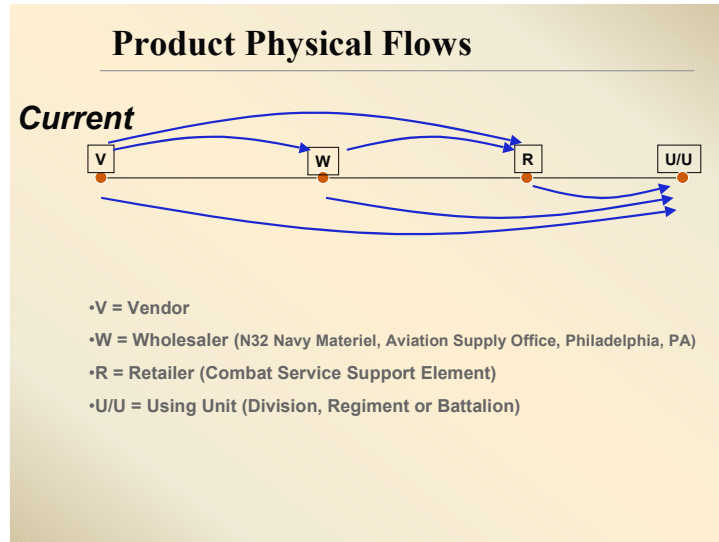 Product Physical Flows
Current
V
W
R
U/U
•V = Vendor
•W = Wholesaler (N32 Navy Materiel, Aviation Supply Office, Philadelphia, PA)
•R = Retailer (Combat Service Support Element)
•U/U = Using Unit (Division, Regiment or Battalion)